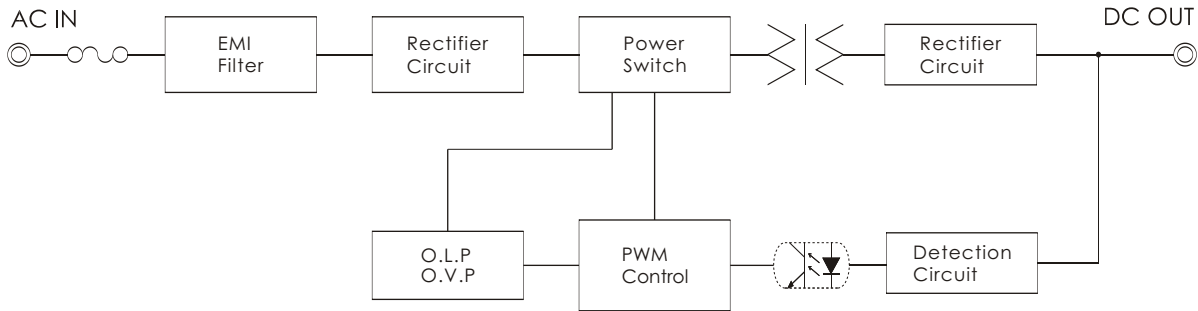 AC IN
DC OUT
EMI
Filter
Rectifier
Circuit
Power
Switch
Rectifier
Circuit
O.L.P
O.V.P
PWM
Control
Detection
Circuit